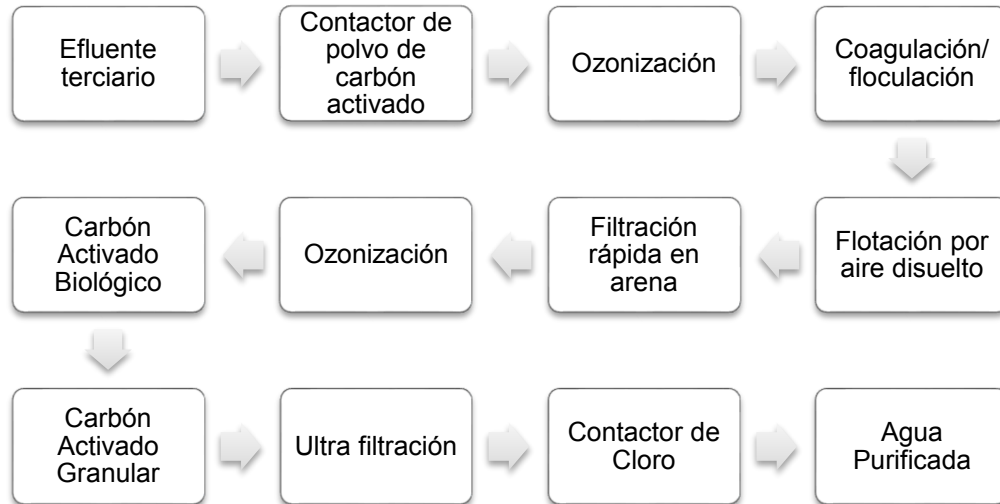 Efluente
terciario
Contactor de
polvo de
carbón
activado
Ozonización
Coagulación/
floculación
Flotación por
aire disuelto
Filtración
rápida en
arena
Ozonización
Carbón
Activado
Biológico
Carbón
Activado
Granular
Ultra filtración
Contactor de
Cloro
Agua
Purificada